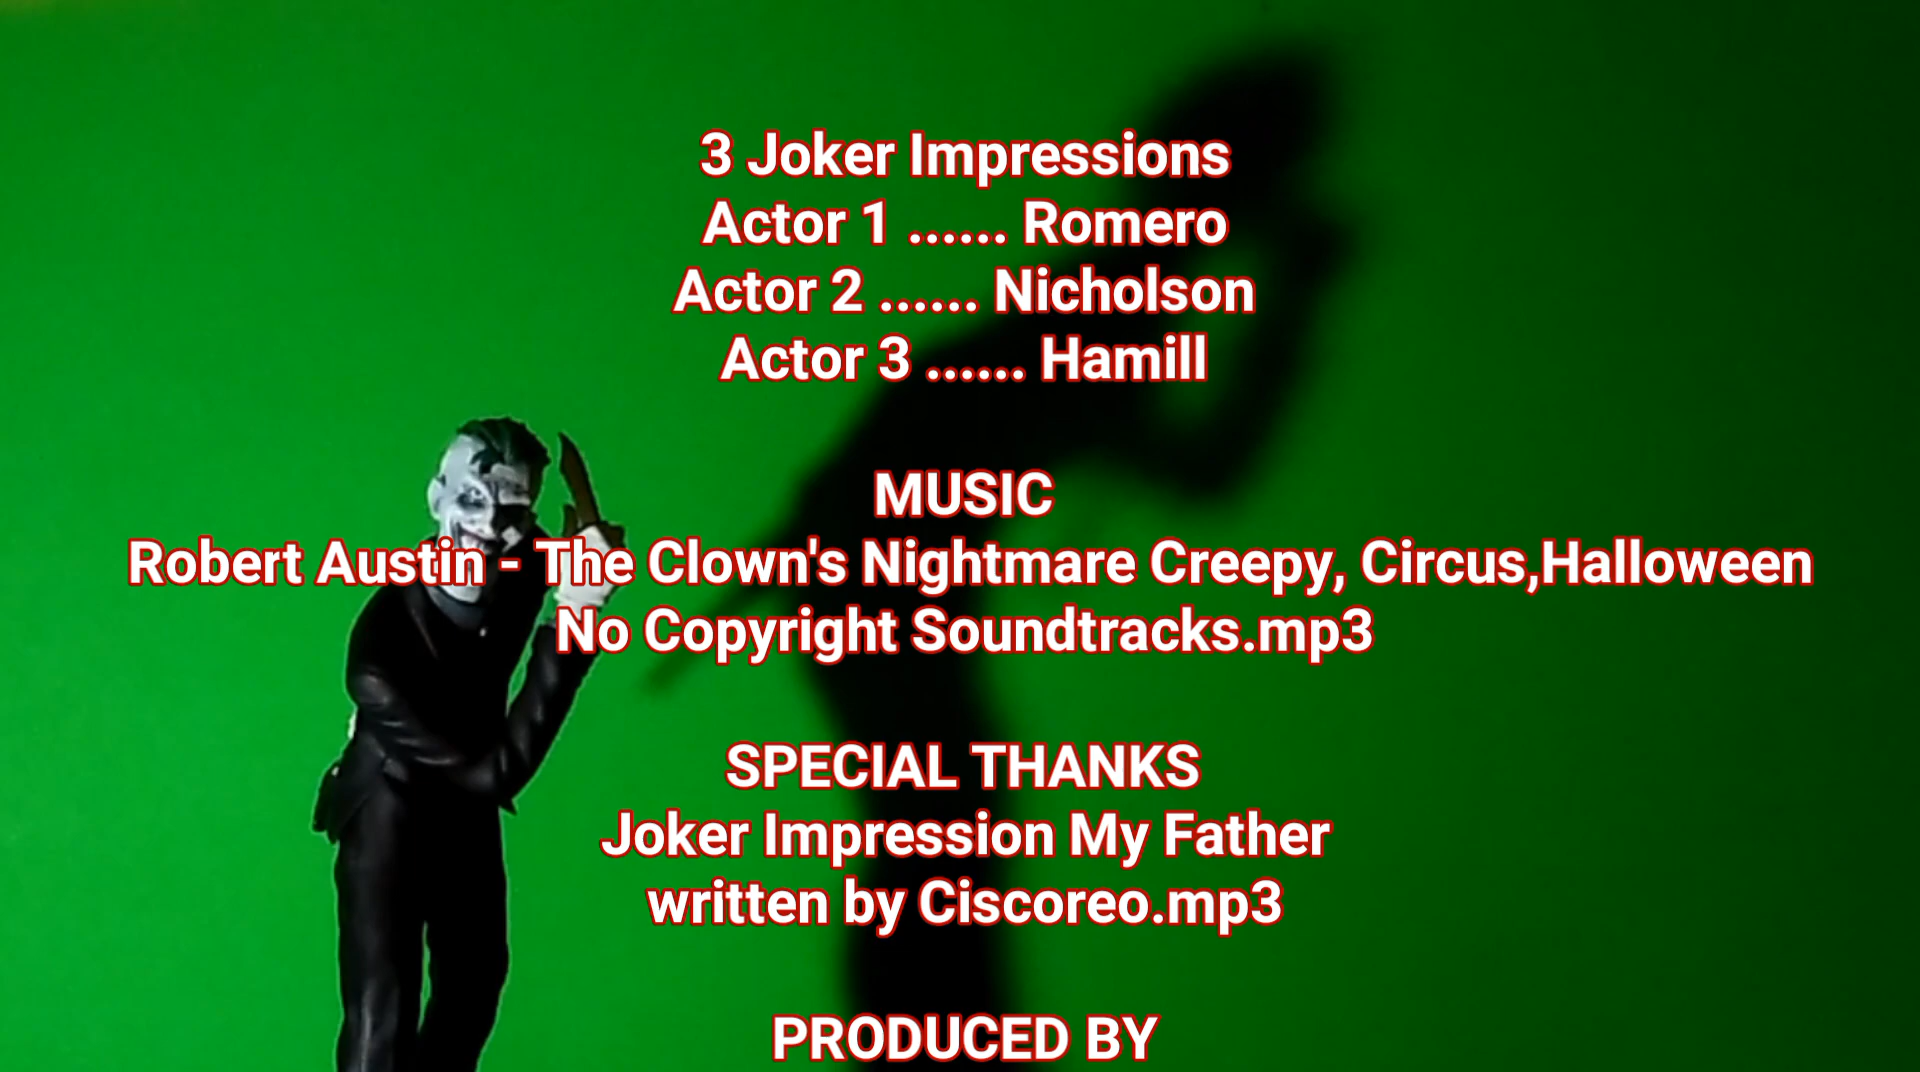 3 Joker Impressions
Actor 1 ...... Romero
Actor 2 ...... Nicholson
Actor 3 ...... Hamill
MUSIC
Robert Austin - The Clown's Nightmare Creepy, Circus,Halloween
No Copyright Soundtracks.mp3
SPECIAL THANKS
Joker Impression My Father
written by Ciscoreo.mp3
PRODUCED BY